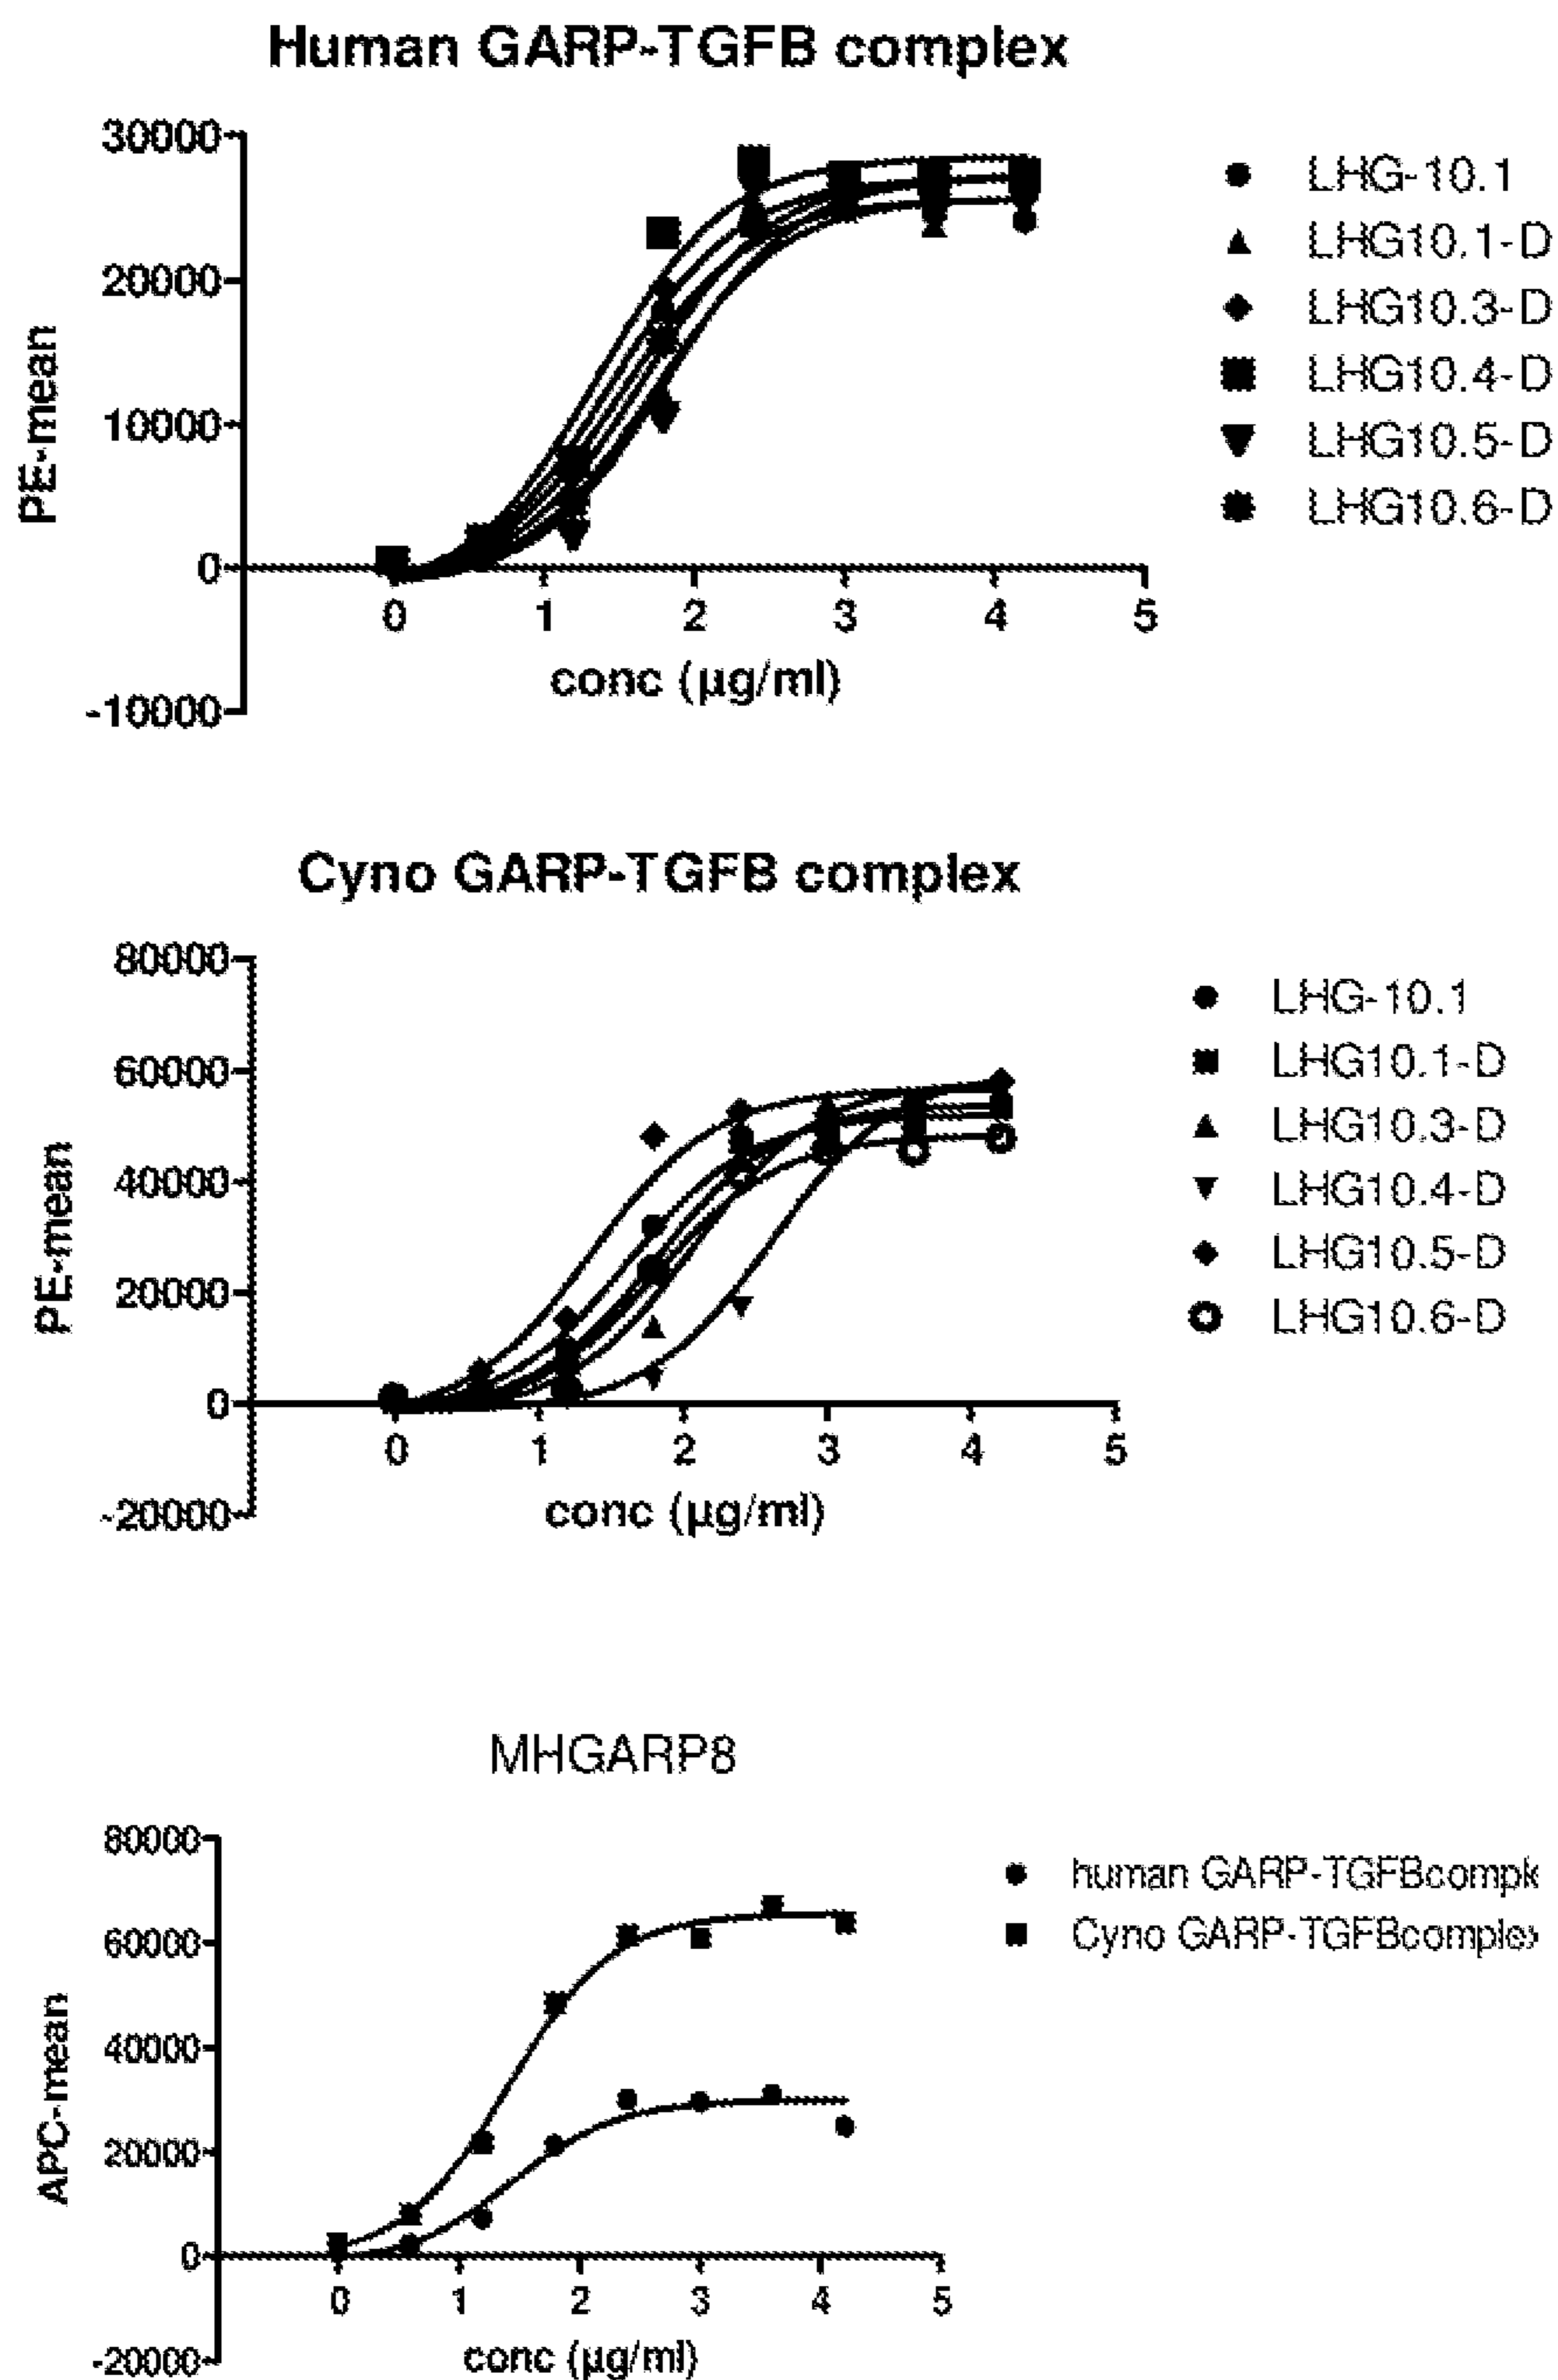 Human GARP-TGFB complex
30000
20000
10000
0
-10000
PE-mean
0 1 2 3 4 5
conc (µg/ml)
LHG-10.1
LHG10.1-D
LHG10.3-D
LHG10.4-D
LHG10.5-D
LHG10.6-D
Cyno GARP-TGFB complex
80000
60000
40000
20000
0
-20000
PE-mean
0 1 2 3 4 5
conc (µg/ml)
LHG-10.1
LHG10.1-D
LHG10.3-D
LHG10.4-D
LHG10.5-D
LHG10.6-D
MHGARP8
80000
60000
40000
20000
0
-20000
APC-mean
0 1 2 3 4 5
conc (µg/ml)
human GARP-TGFBcompl
Cyno GARP-TGFBcomplex